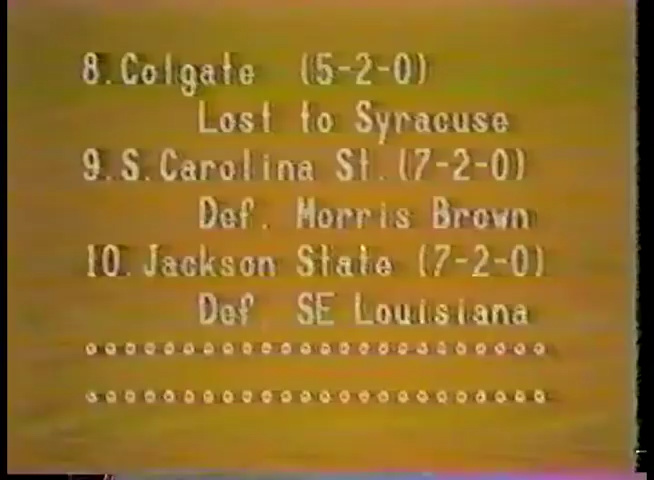 8. Colgate (5-2-0)
Lost to Syracuse
9. S. Carolina St. (7-2-0)
Def. Morris Brown
10. Jackson State (7-2-0)
Def. SE Louisiana